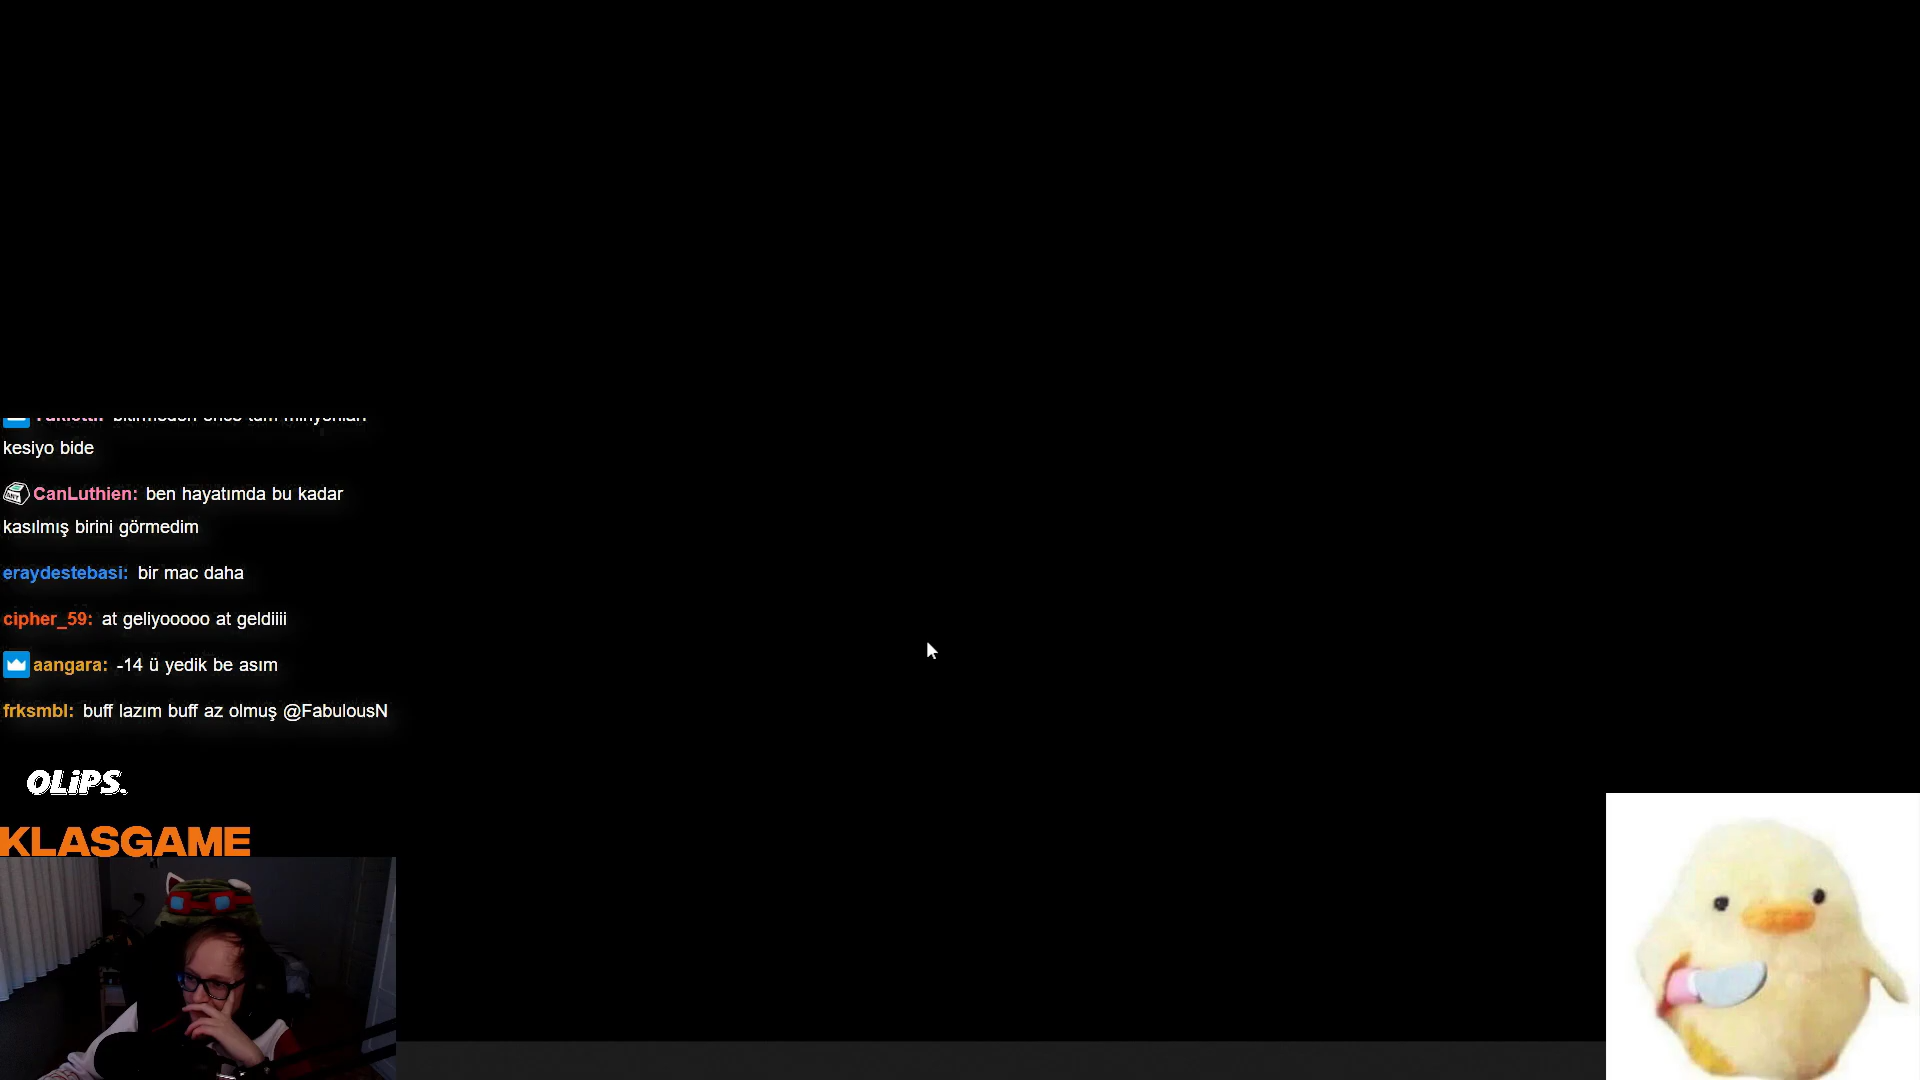 kesiyo bide
CanLuthien: ben hayatımda bu kadar
kasılmış birini görmedim
eraydestebasi: bir mac daha
cipher_59: at geliyooooo at geldiiii
aangara: -14 ü yedik be asım
frksmbl: buff lazım buff az olmuş @FabulousN
OLiPS.
KLASGAME